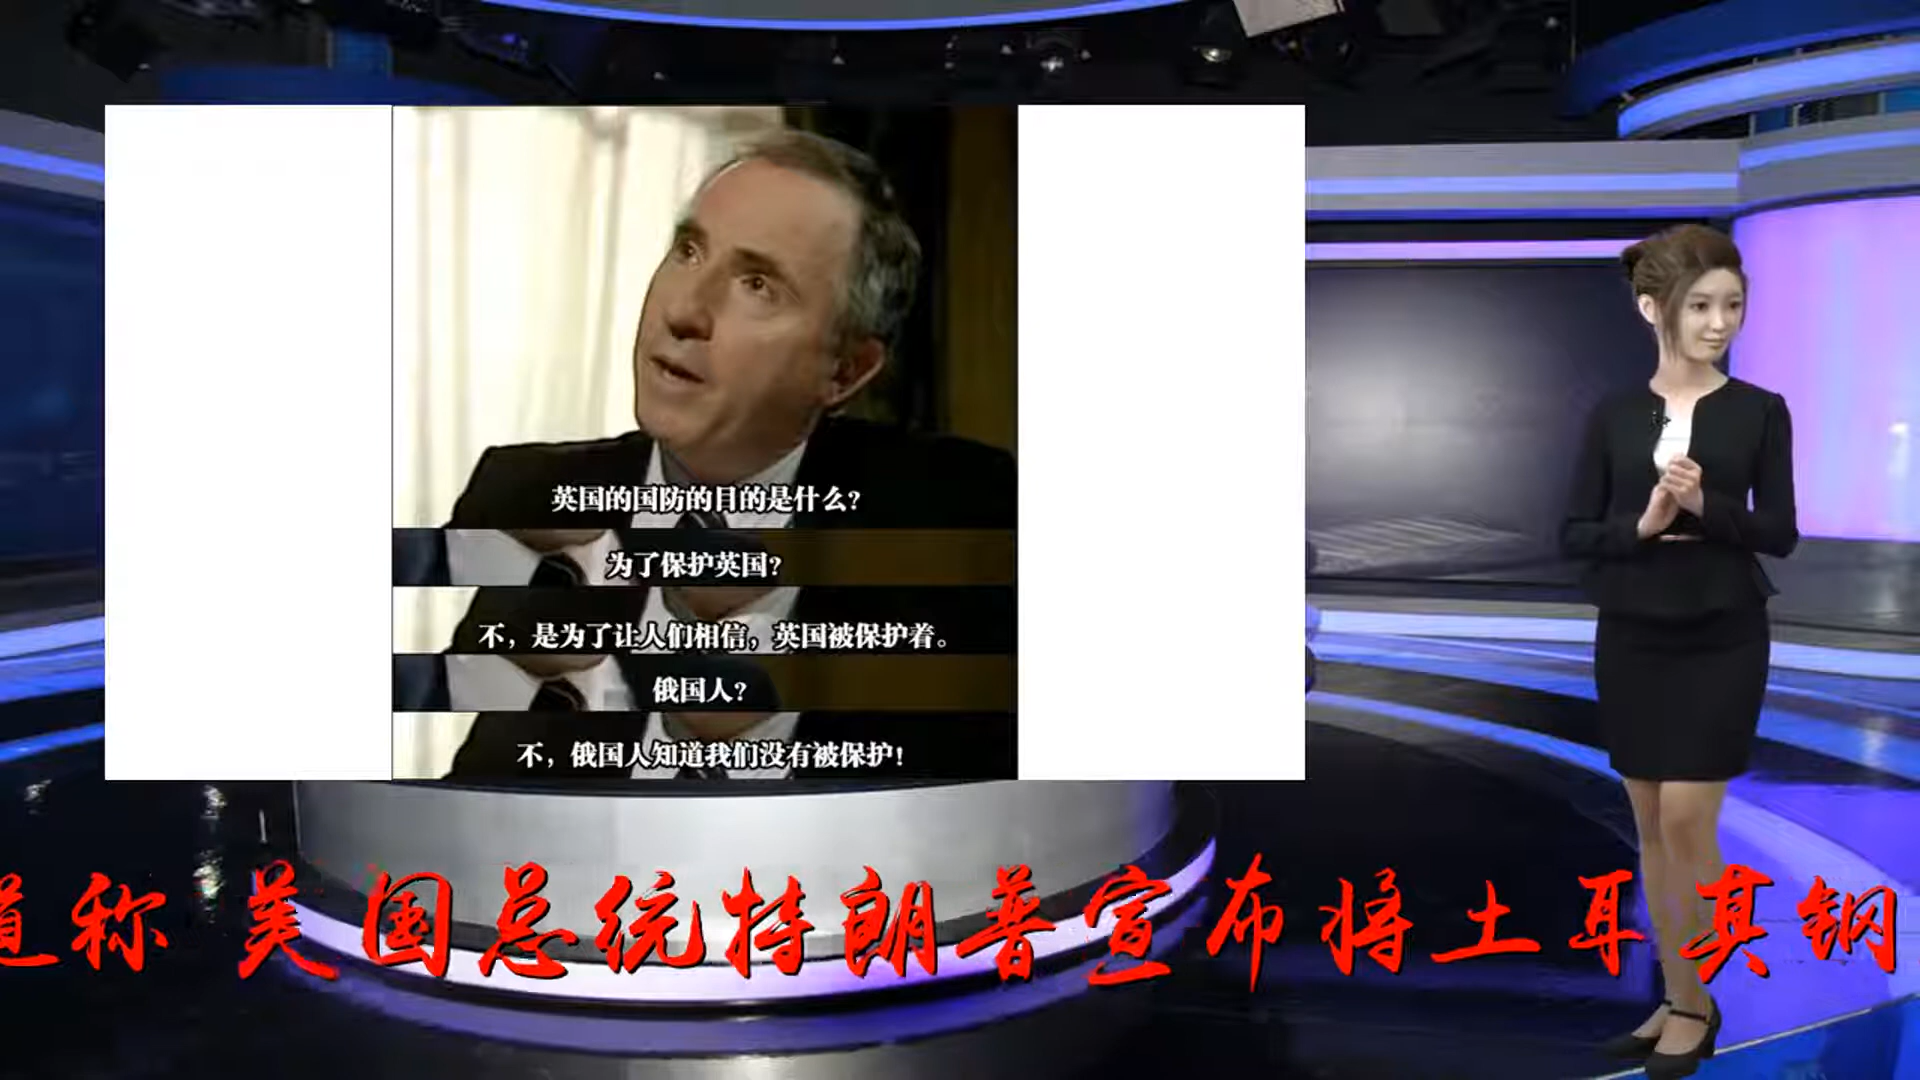 英国的国防的目的是什么?
为了保护英国?
不，是为了让人们相信，英国被保护着。
俄国人?
不，俄国人知道我们没有被保护!
道称 美国总统特朗普宣布将土耳其钢